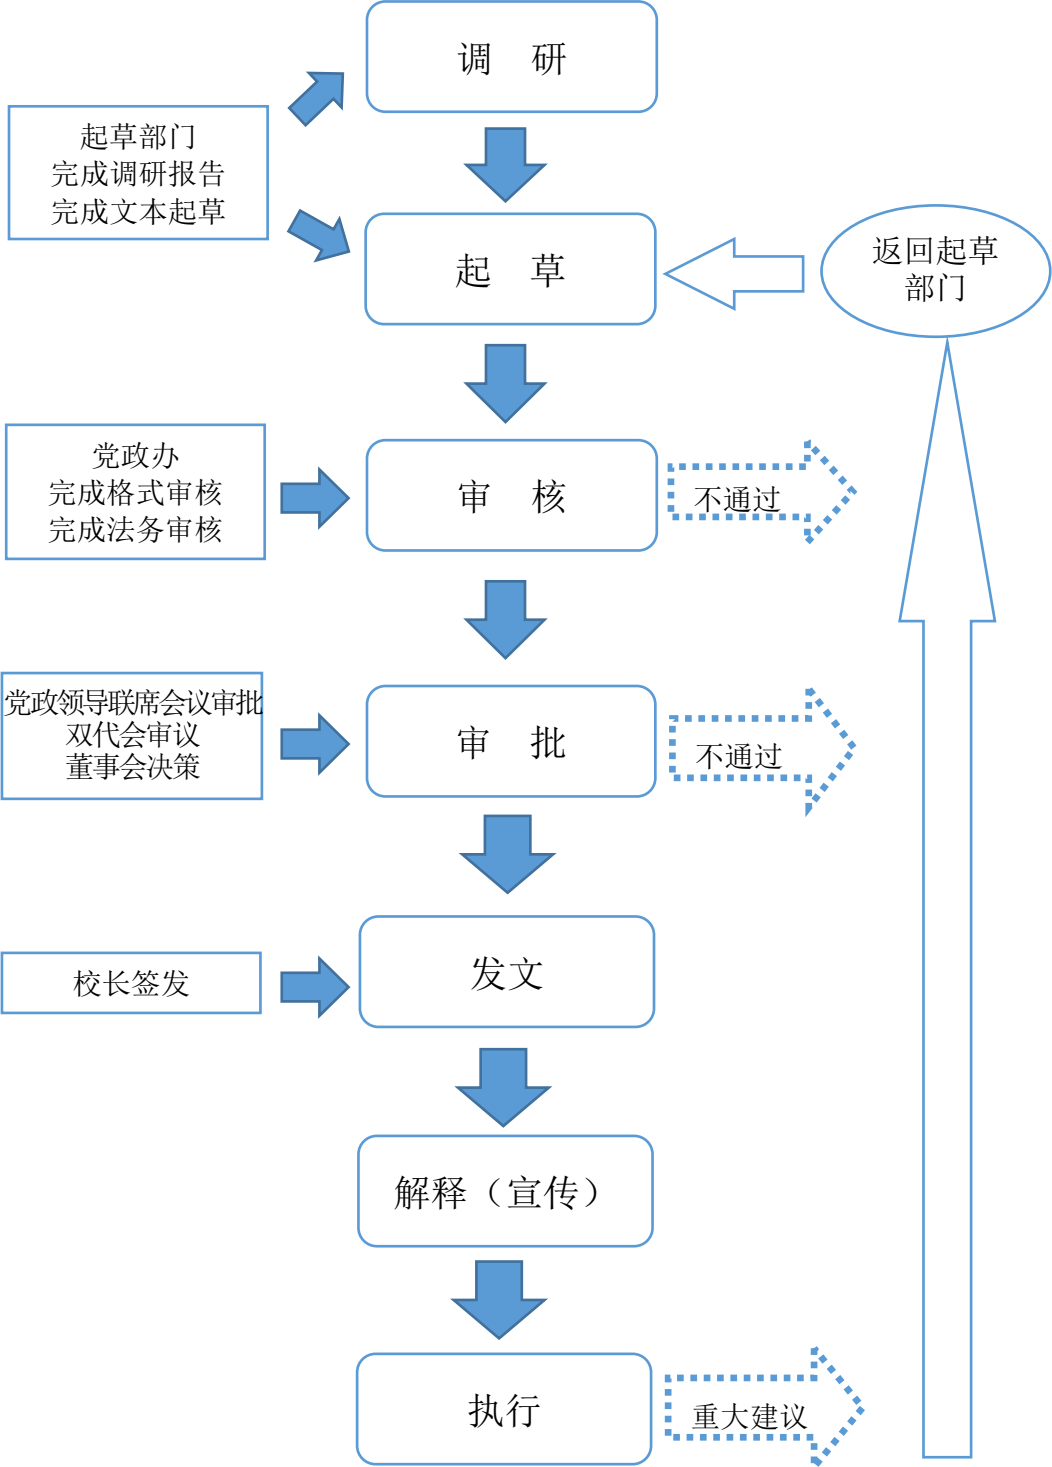 调 研
起草部门
完成调研报告
完成文本起草
起 草
返回起草
部门
党政办
完成格式审核
完成法务审核
审 核
不通过
党政领导联席会议审批
双代会审议
董事会决策
审 批
不通过
校长签发
发文
解释（宣传）
执行
重大建议